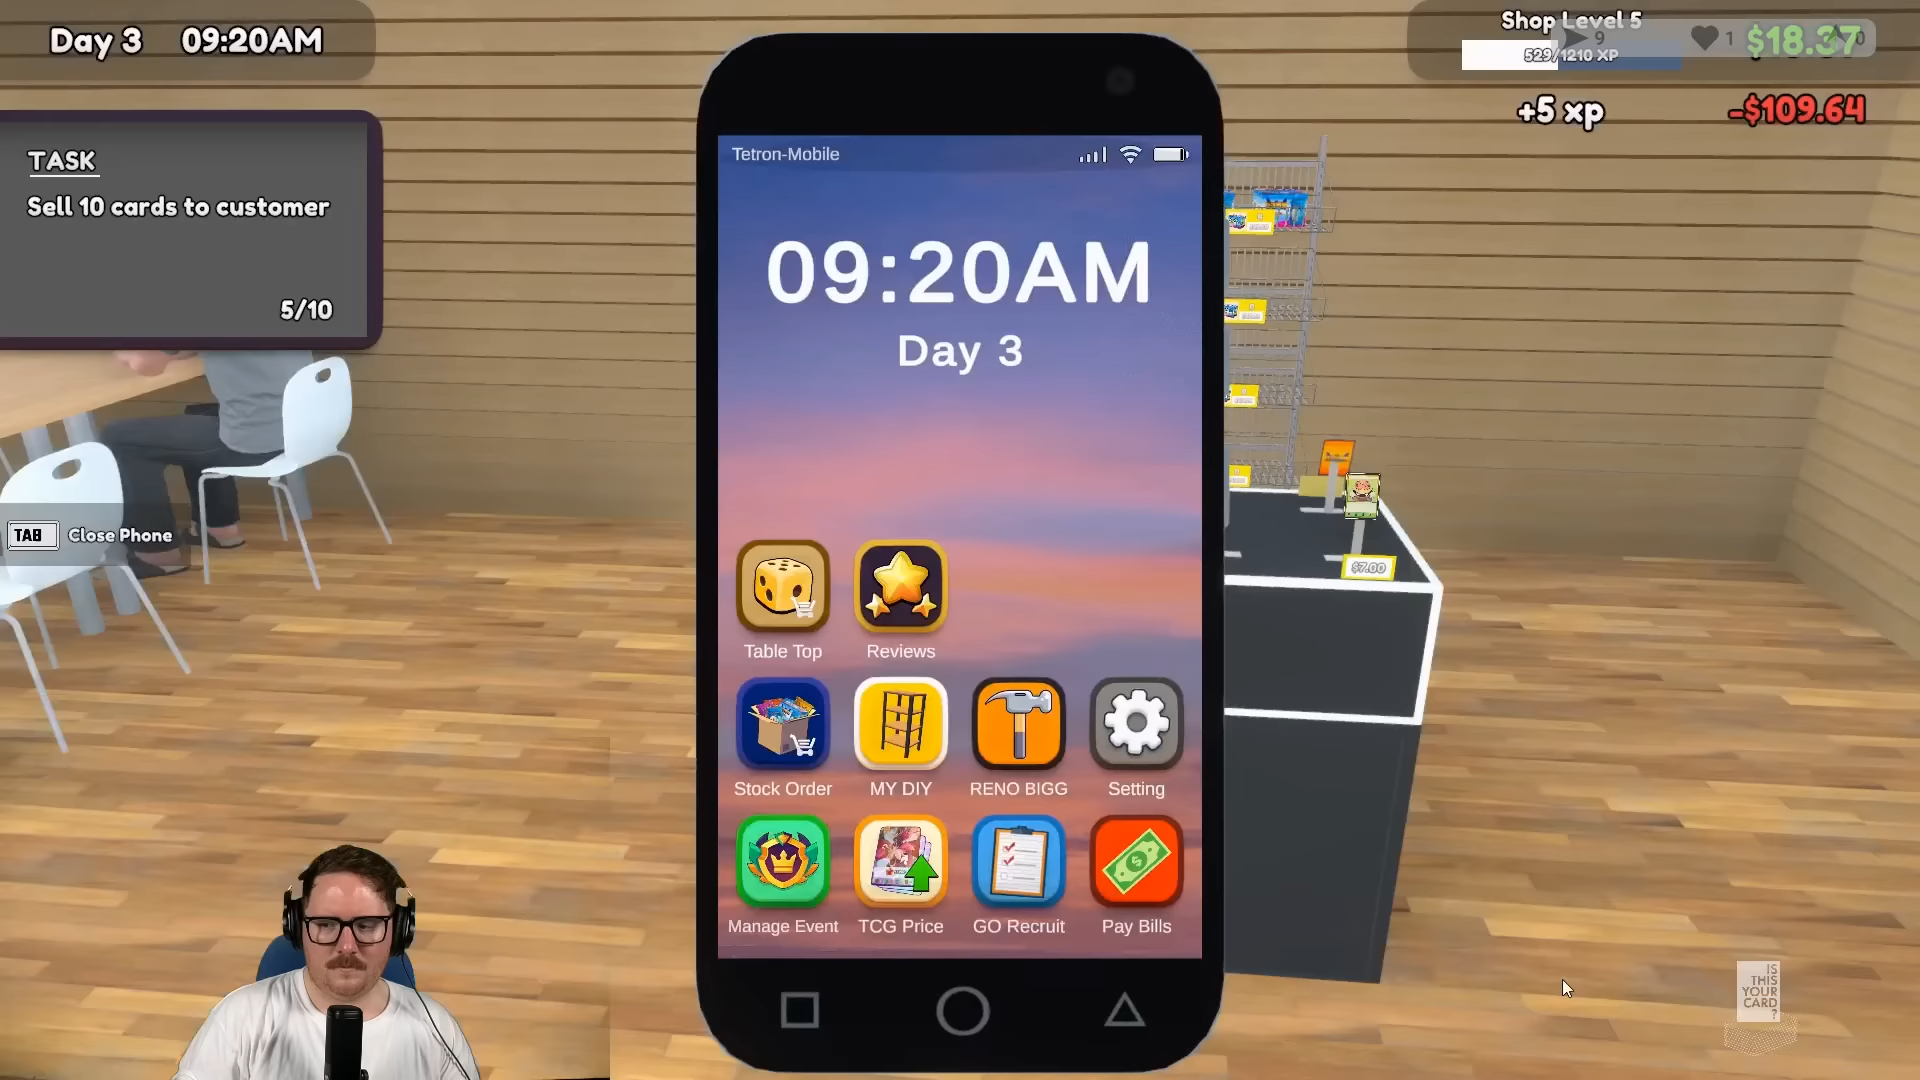 Day 3 09:20AM
TASK
Sell 10 cards to customer
5/10
TAB Close Phone
Tetron-Mobile
09:20AM
Day 3
Table Top Reviews
Stock Order MY DIY RENO BIGG Setting
Manage Event TCG Price GO Recruit Pay Bills
Shop Level 5
9 1 $18.37
529/1210 XP
+5 xp -$109.64
$7.00
IS
THIS
YOUR
CARD
?